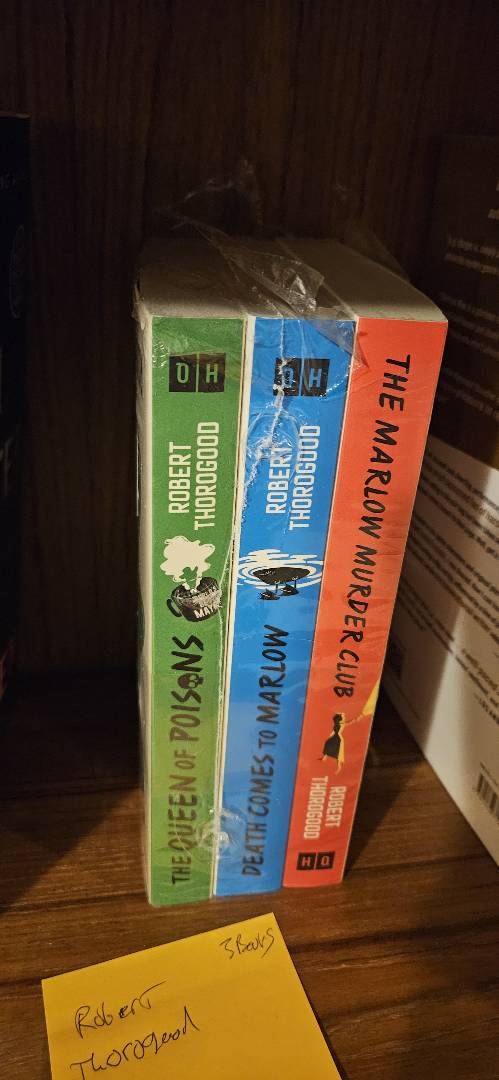 THE QUEEN OF POISONS
ROBERT
THOROGOOD
HQ
DEATH COMES TO MARLOW
ROBERT
THOROGOOD
HQ
THE MARLOW MURDER CLUB
ROBERT
THOROGOOD
HQ
3 Books
Robert
Thorogood